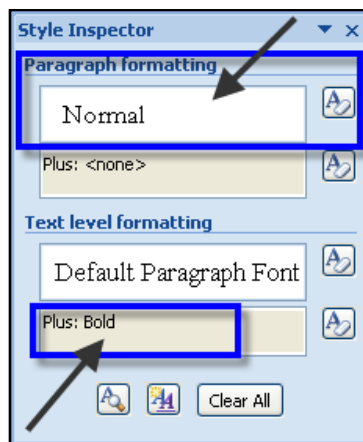 Style Inspector
Paragraph formatting
Normal
Plus: <none>
Text level formatting
Default Paragraph Font
Plus: Bold
Clear All